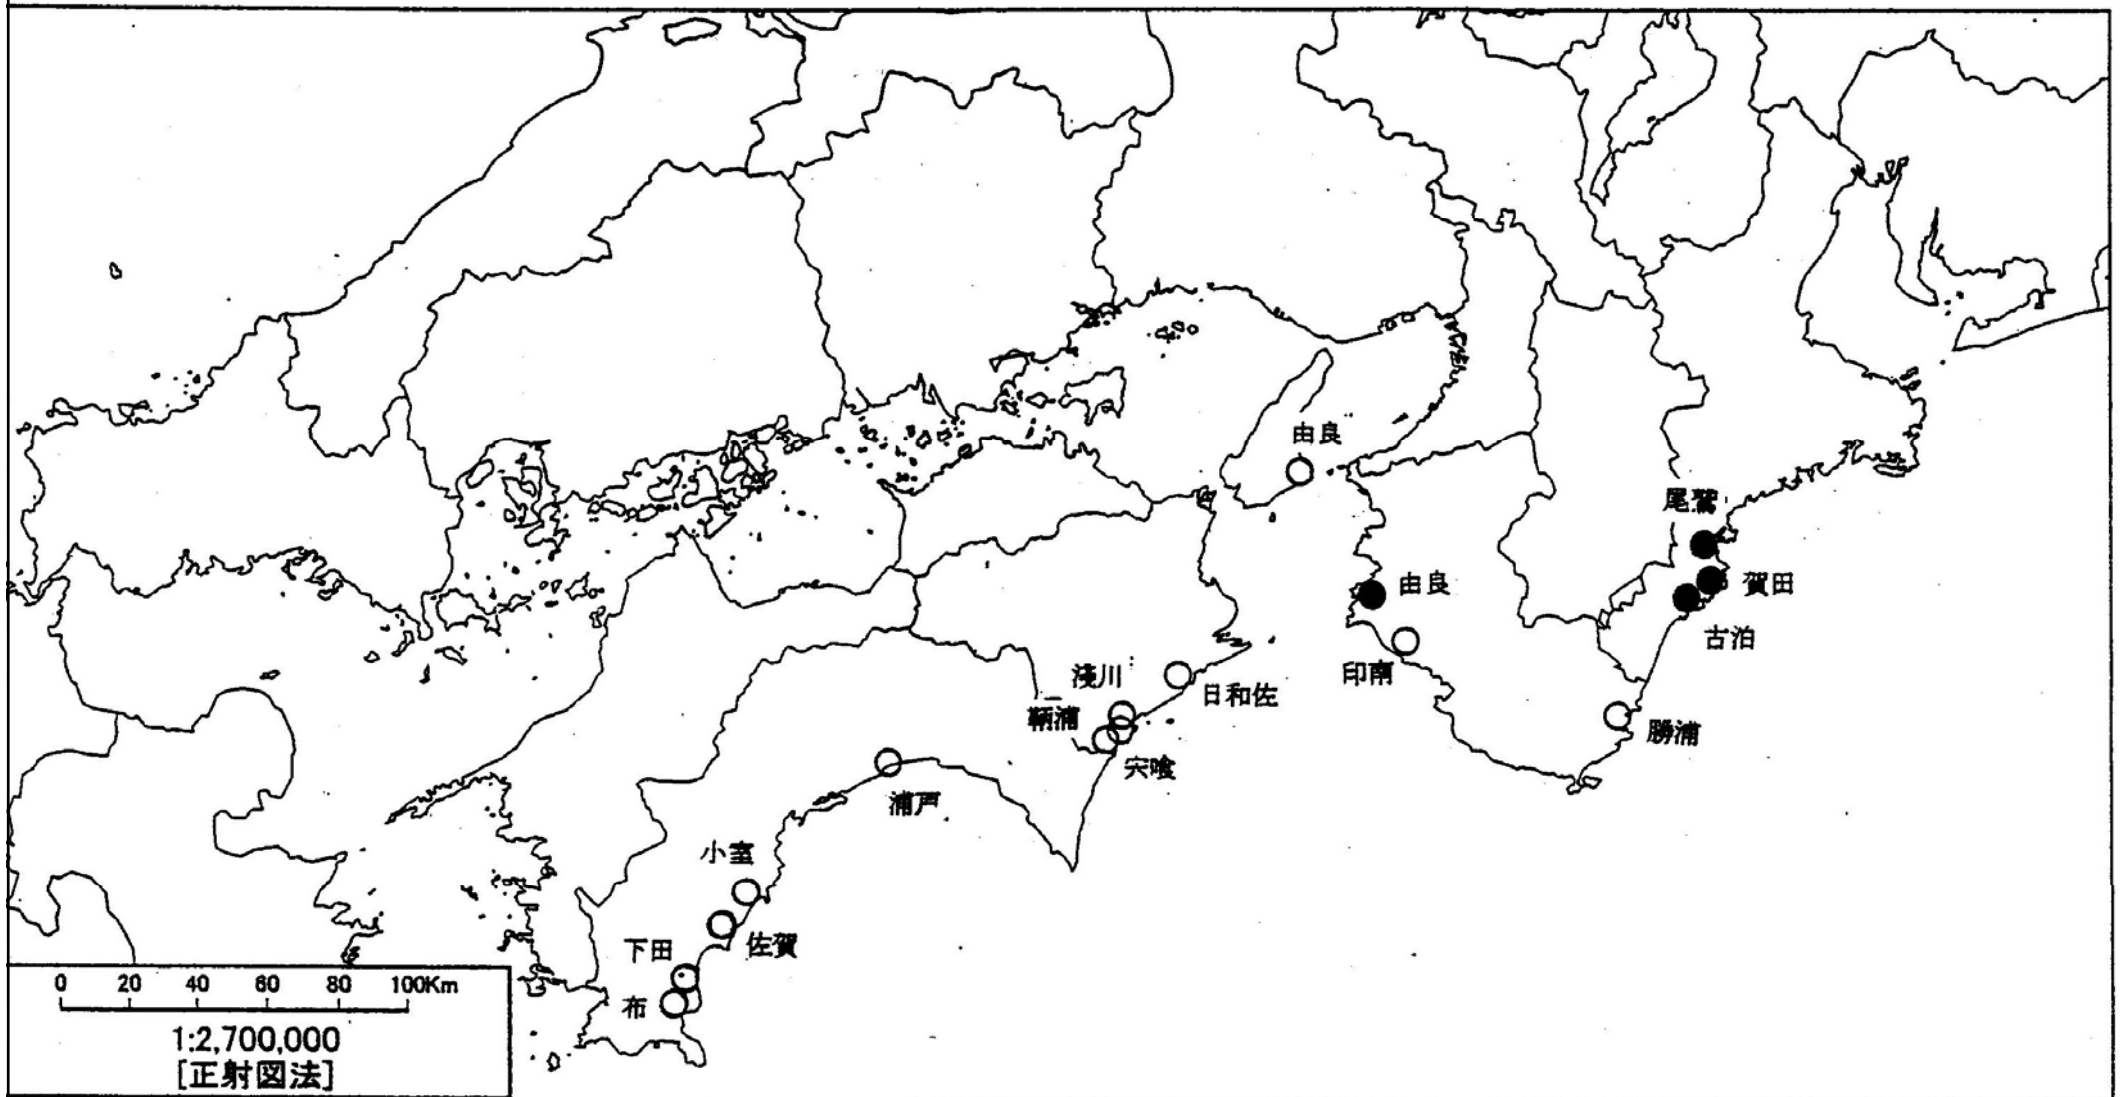 由良
尾鷲
由良
賀田
古泊
印南
浅川
日和佐
鞆浦
勝浦
宍喰
浦戸
小室
佐賀
下田
布
0 20 40 60 80 100Km
1:2,700,000
[正射図法]